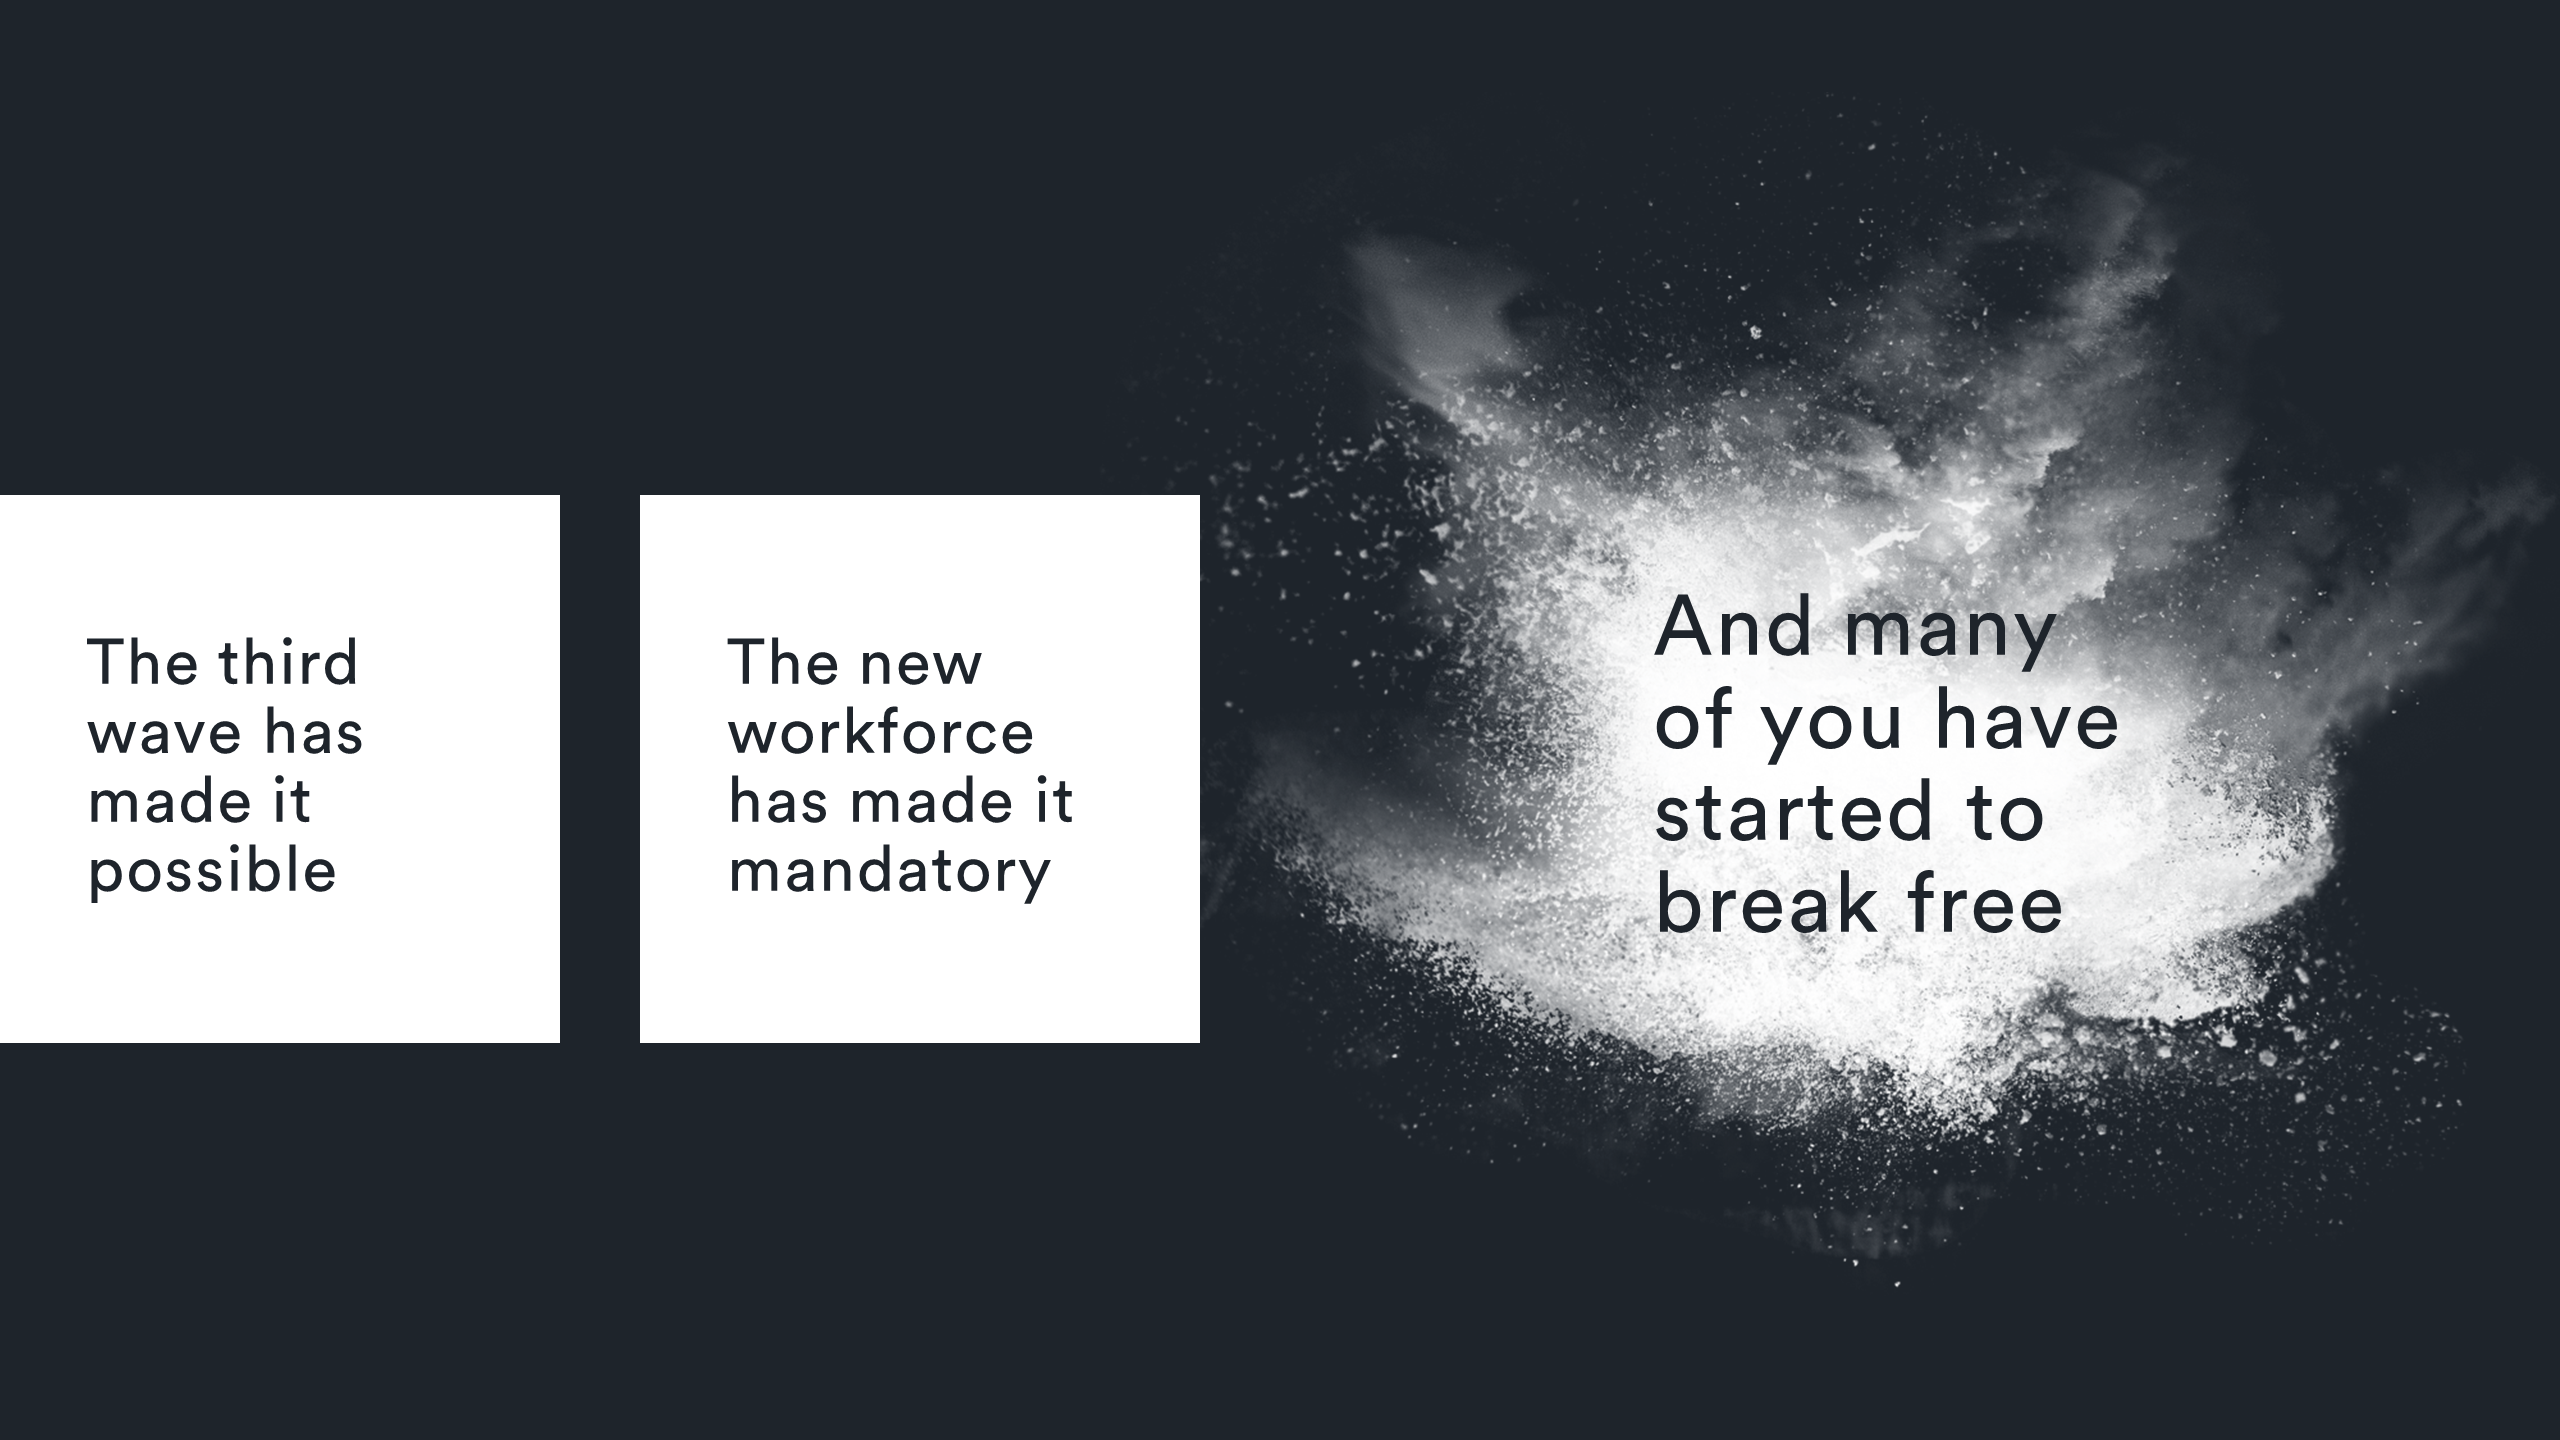 The third
wave has
made it
possible
The new
workforce
has made it
mandatory
And many
of you have
started to
break free